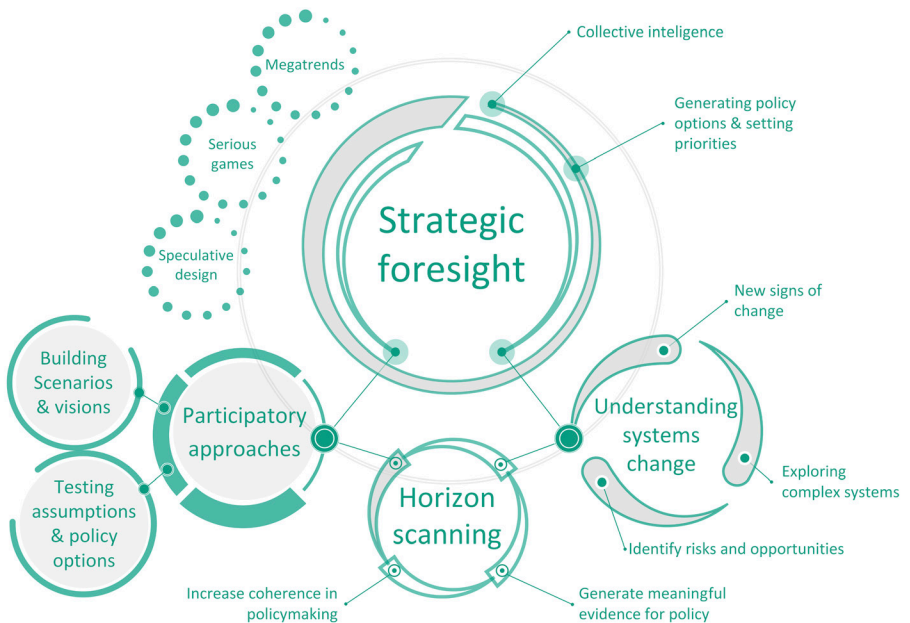 Collective inteligence
Megatrends
Generating policy
options & setting
priorities
Serious
games
Strategic
foresight
Speculative
design
New signs of
change
Building
Scenarios
& visions
Participatory
approaches
Understanding
systems
change
Exploring
complex systems
Testing
assumptions
& policy
options
Horizon
scanning
Identify risks and opportunities
Increase coherence in
policymaking
Generate meaningful
evidence for policy